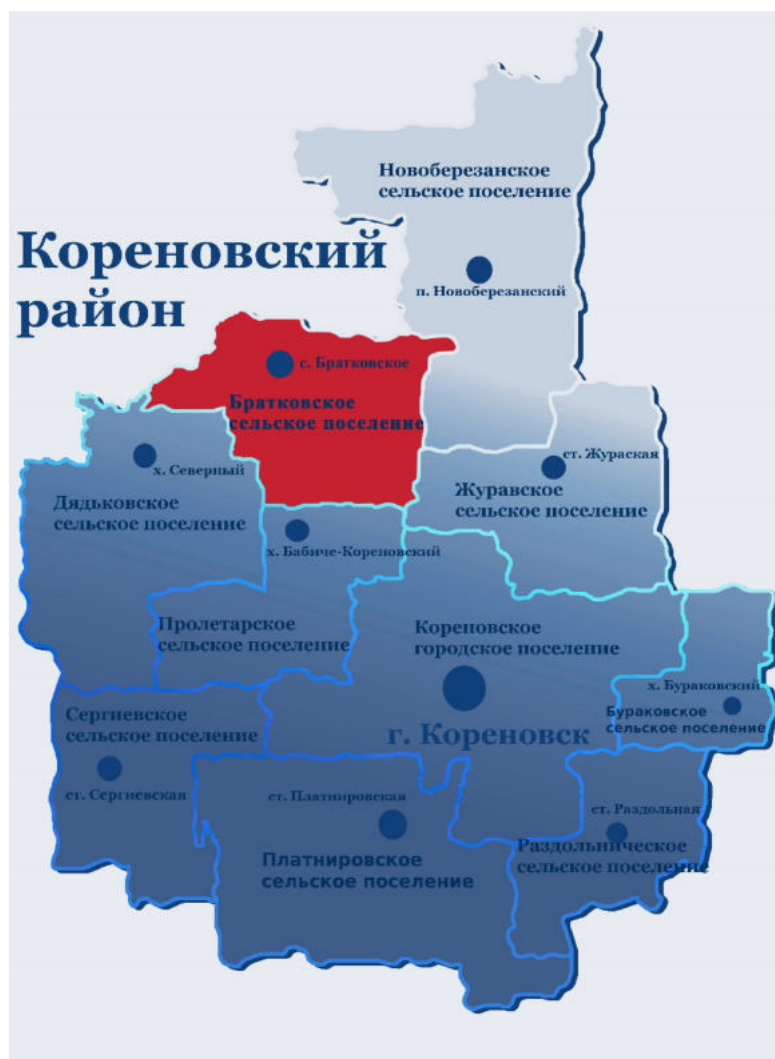 Новоберезанское
сельское поселение
Кореновский
район
п. Новоберезанский
с. Братковское
Братковское
сельское поселение
ст. Жураская
х. Северный
Журавское
сельское поселение
Дядьковское
сельское поселение
х. Бабиче-Кореновский
Пролетарское
сельское поселение
Кореновское
городское поселение
х. Бураковский
Бураковское
сельское поселение
Сергиевское
сельское поселение
г. Кореновск
ст. Сергиевская
ст. Платнировская
ст. Раздольная
Раздольническое
сельское поселение
Платнировское
сельское поселение